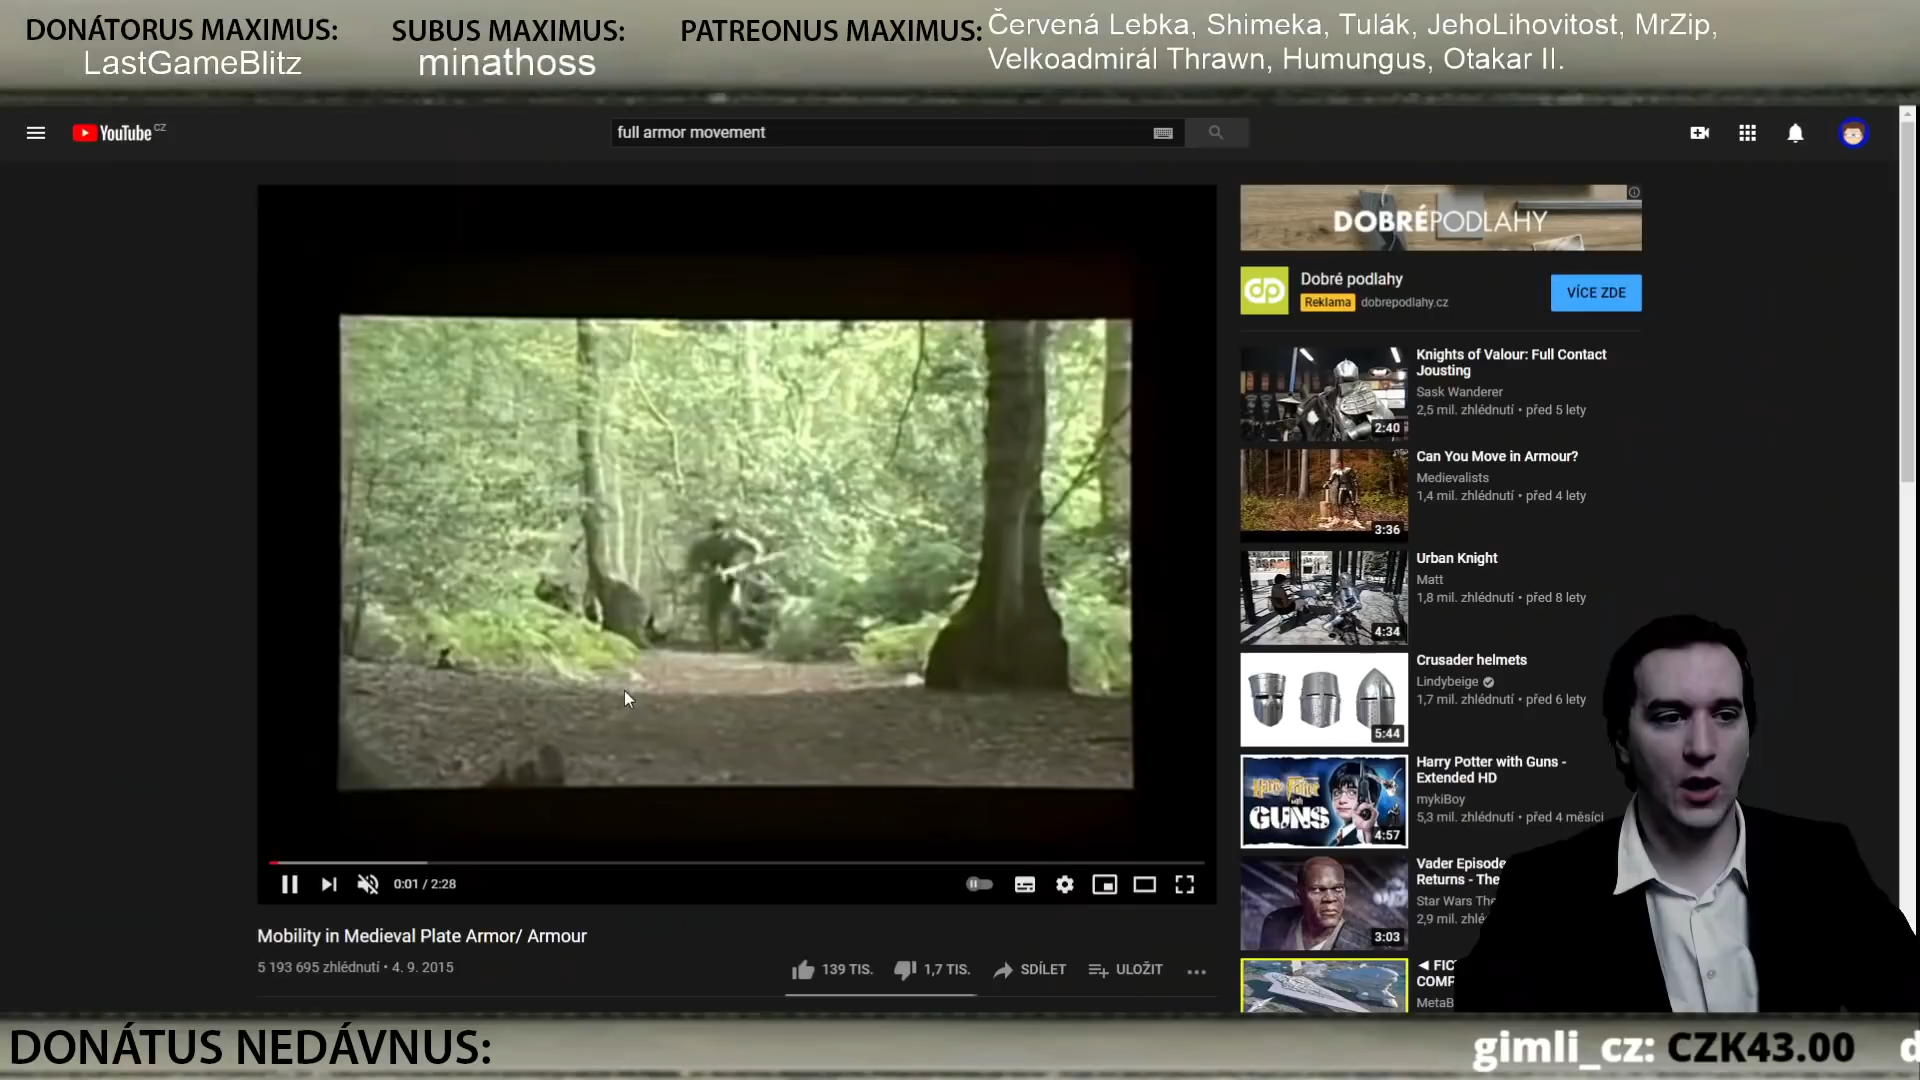 DONÁTORUS MAXIMUS:
LastGameBlitz
SUBUS MAXIMUS:
minathoss
PATREONUS MAXIMUS:
Červená Lebka, Shimeka, Tulák, JehoLihovitost, MrZip,
Velkoadmirál Thrawn, Humungus, Otakar II.
YouTube CZ
full armor movement
DOBRÉPODLAHY
Dobré podlahy
Reklama dobrepodlahy.cz
VÍCE ZDE
Knights of Valour: Full Contact
Jousting
Sask Wanderer
2,5 mil. zhlédnutí • před 5 lety
2:40
Can You Move in Armour?
Medievalists
1,4 mil. zhlédnutí • před 4 lety
3:36
Urban Knight
Matt
1,8 mil. zhlédnutí • před 8 lety
4:34
Crusader helmets
Lindybeige
1,7 mil. zhlédnutí • před 6 lety
5:44
Harry Potter with Guns -
Extended HD
mykiBoy
5,3 mil. zhlédnutí • před 4 měsíci
Harry Potter
with
GUNS
4:57
Vader Episode
Returns - The
Star Wars The
2,9 mil. zhlé
3:03
◄ FIC
COMP
MetaB
0:01 / 2:28
Mobility in Medieval Plate Armor/ Armour
5 193 695 zhlédnutí • 4. 9. 2015
139 TIS.
1,7 TIS.
SDÍLET
ULOŽIT
DONÁTUS NEDÁVNUS:
gimli_cz: CZK43.00 d